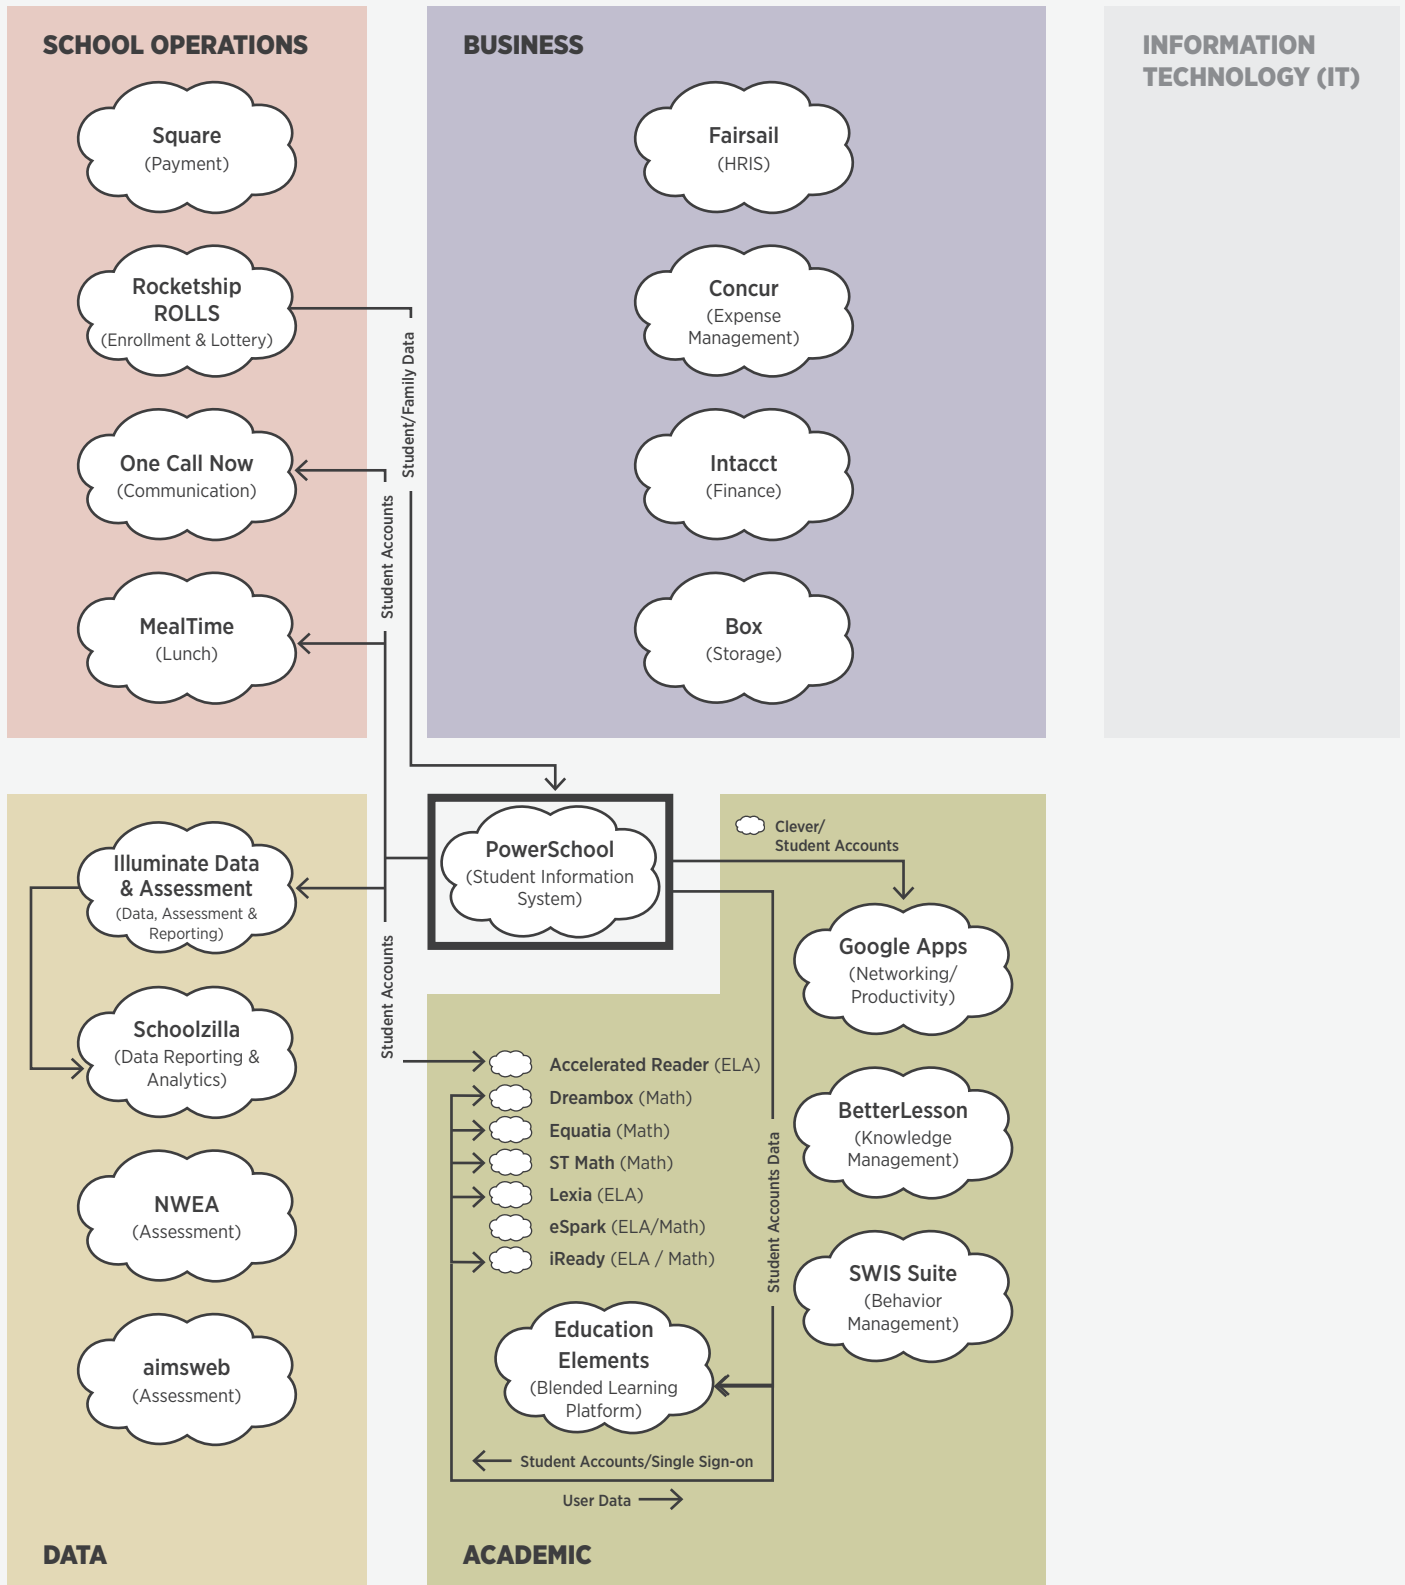 SCHOOL OPERATIONS
Square
(Payment)
Rocketship
ROLLS
(Enrollment & Lottery)
One Call Now
(Communication)
MealTime
(Lunch)
Student/Family Data
Student Accounts
BUSINESS
Fairsail
(HRIS)
Concur
(Expense
Management)
Intacct
(Finance)
Box
(Storage)
INFORMATION
TECHNOLOGY (IT)
Illuminate Data
& Assessment
(Data, Assessment &
Reporting)
Schoolzilla
(Data Reporting &
Analytics)
NWEA
(Assessment)
aimsweb
(Assessment)
DATA
Student Accounts
PowerSchool
(Student Information
System)
Clever/
Student Accounts
Google Apps
(Networking/
Productivity)
BetterLesson
(Knowledge
Management)
SWIS Suite
(Behavior
Management)
Accelerated Reader (ELA)
Dreambox (Math)
Equatia (Math)
ST Math (Math)
Lexia (ELA)
eSpark (ELA/Math)
iReady (ELA / Math)
Student Accounts Data
Education
Elements
(Blended Learning
Platform)
Student Accounts/Single Sign-on
User Data
ACADEMIC